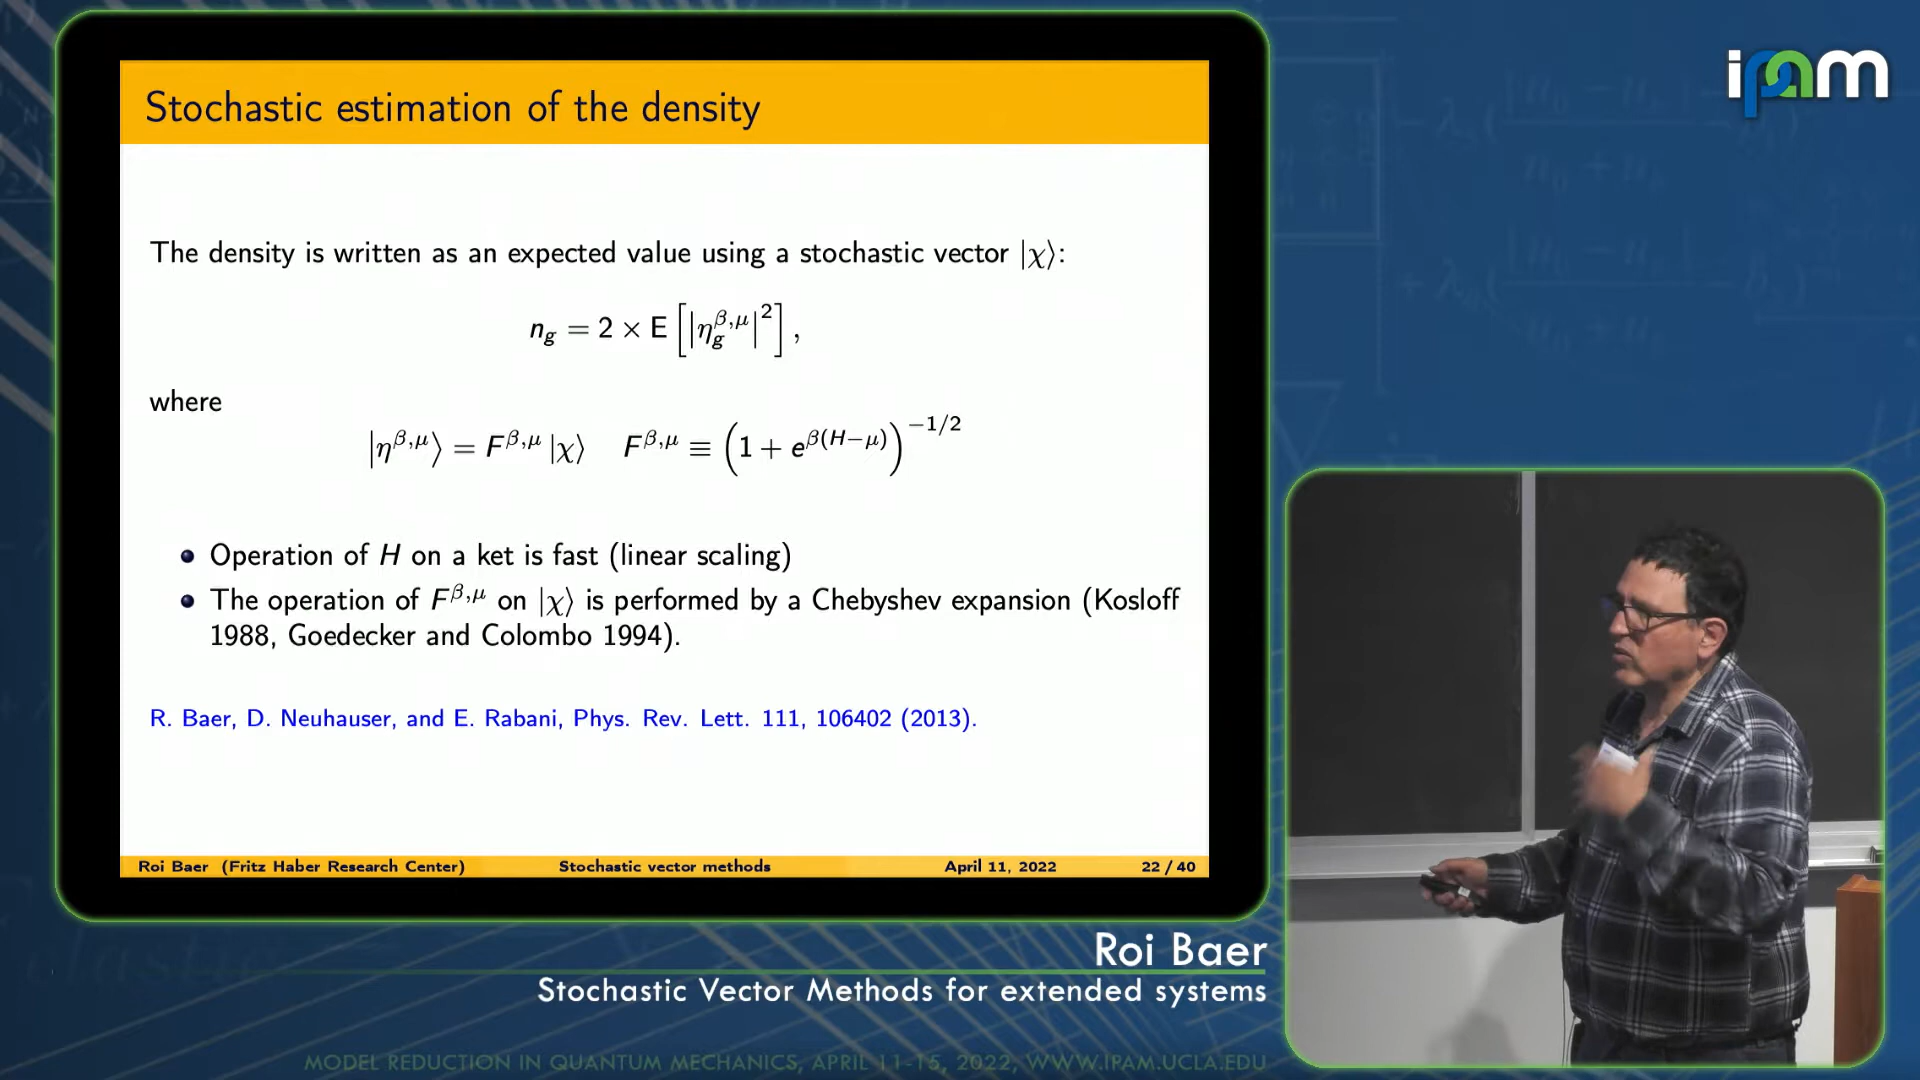 ipam
Stochastic estimation of the density
The density is written as an expected value using a stochastic vector |χ⟩:
n_g = 2 × E [|η_g^{β,μ}|^2] ,
where
|η^{β,μ}⟩ = F^{β,μ} |χ⟩ F^{β,μ} ≡ (1 + e^{β(H−μ)})^{−1/2}
Operation of H on a ket is fast (linear scaling)
The operation of F^{β,μ} on |χ⟩ is performed by a Chebyshev expansion (Kosloff
1988, Goedecker and Colombo 1994).
R. Baer, D. Neuhauser, and E. Rabani, Phys. Rev. Lett. 111, 106402 (2013).
Roi Baer (Fritz Haber Research Center) Stochastic vector methods April 11, 2022 22 / 40
Roi Baer
Stochastic Vector Methods for extended systems
MODEL REDUCTION IN QUANTUM MECHANICS, APRIL 11-15, 2022, WWW.IPAM.UCLA.EDU